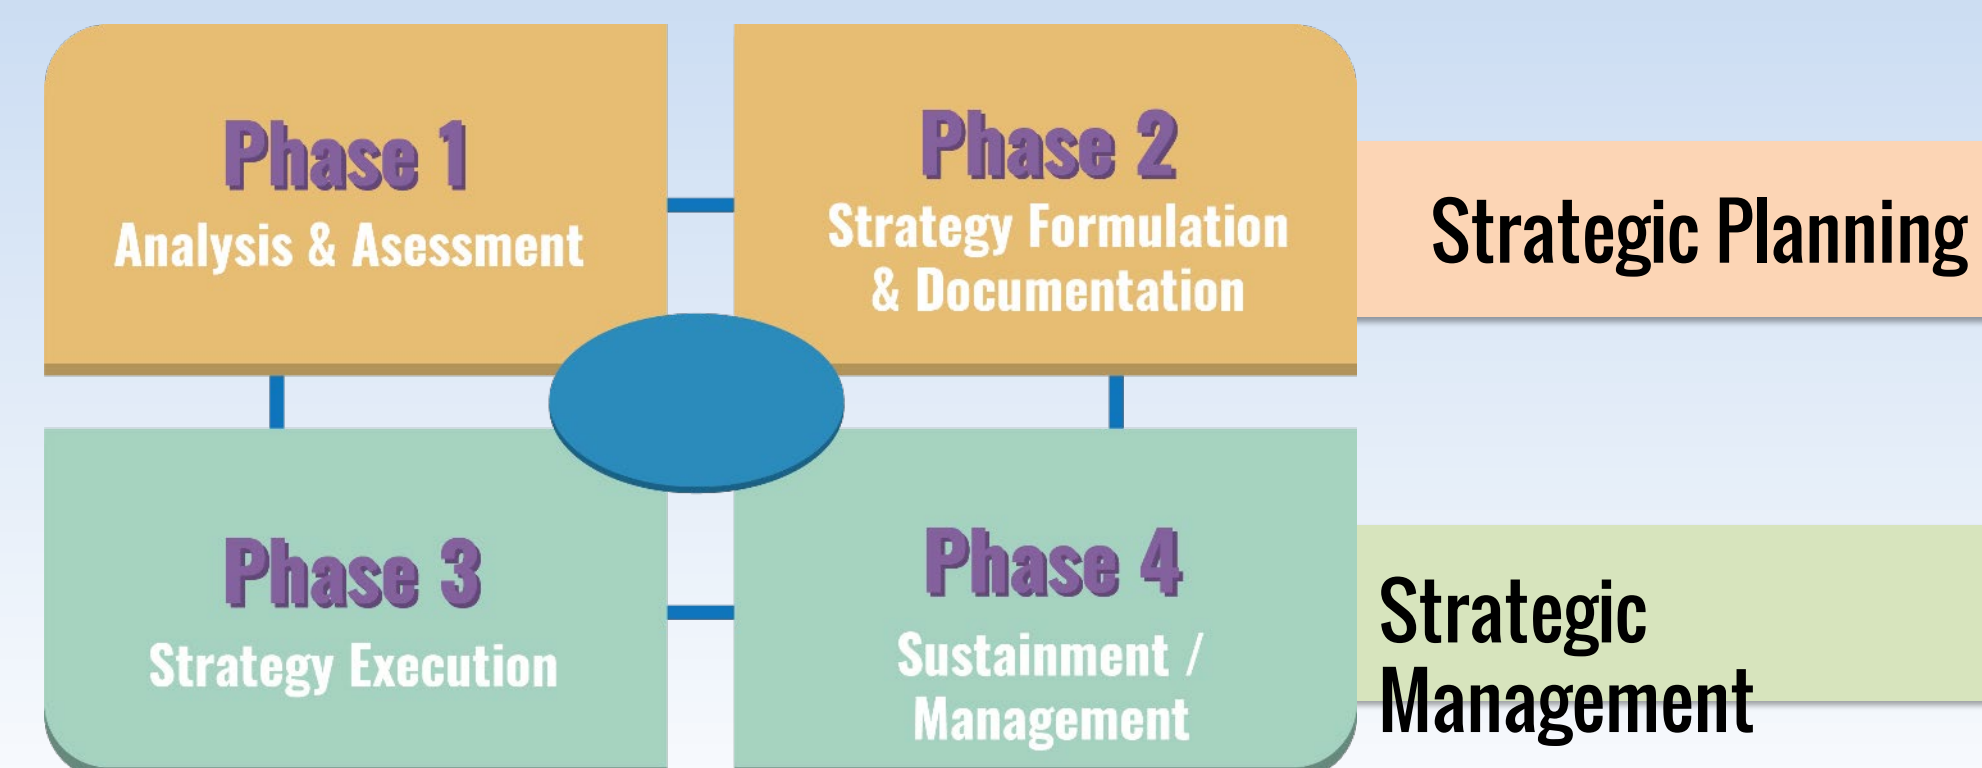 Phase 1
Analysis & Asessment
Phase 2
Strategy Formulation
& Documentation
Strategic Planning
Phase 3
Strategy Execution
Phase 4
Sustainment /
Management
Strategic
Management